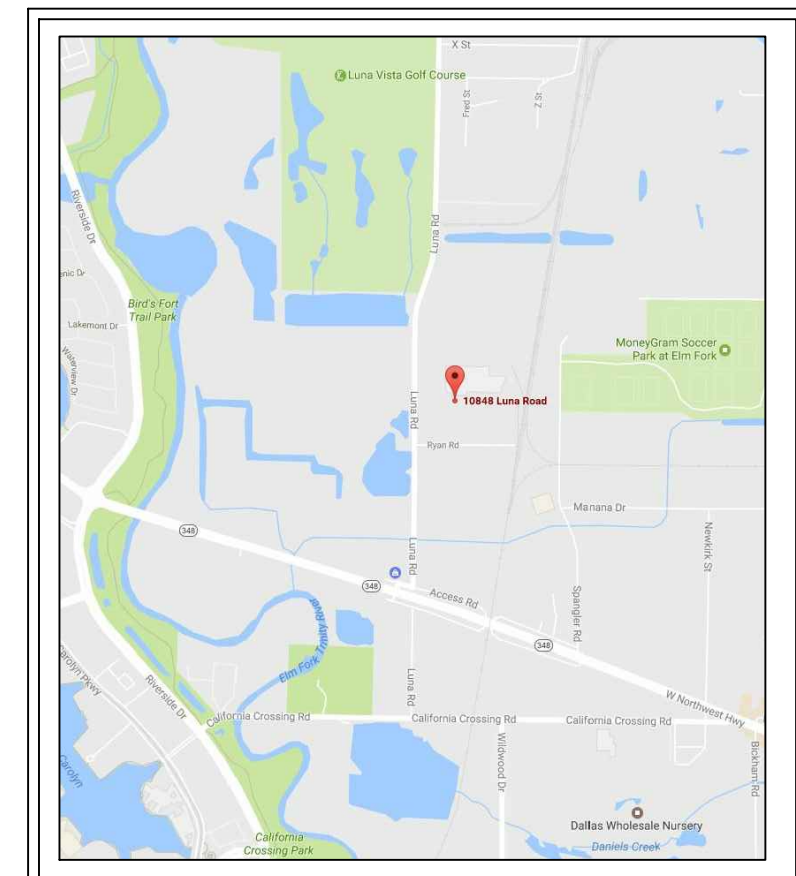 X St
Luna Vista Golf Course
Fred St
Z St
Riverside Dr
Luna Rd
enic Dr
Bird's Fort
Trail Park
Lakemont Dr
Waterview Dr
MoneyGram Soccer
Park at Elm Fork
10848 Luna Road
Luna Rd
Ryan Rd
Manana Dr
348
Newkirk St
Luna Rd
348
Access Rd
Spangler Rd
Elm Fork Trinity River
348
Carolyn Pkwy
Riverside Dr
Luna Rd
W Northwest Hwy
California Crossing Rd
California Crossing Rd
California Crossing Rd
Wildwood Dr
Bickham Rd
Carolyn
Dallas Wholesale Nursery
California
Crossing Park
Daniels Creek